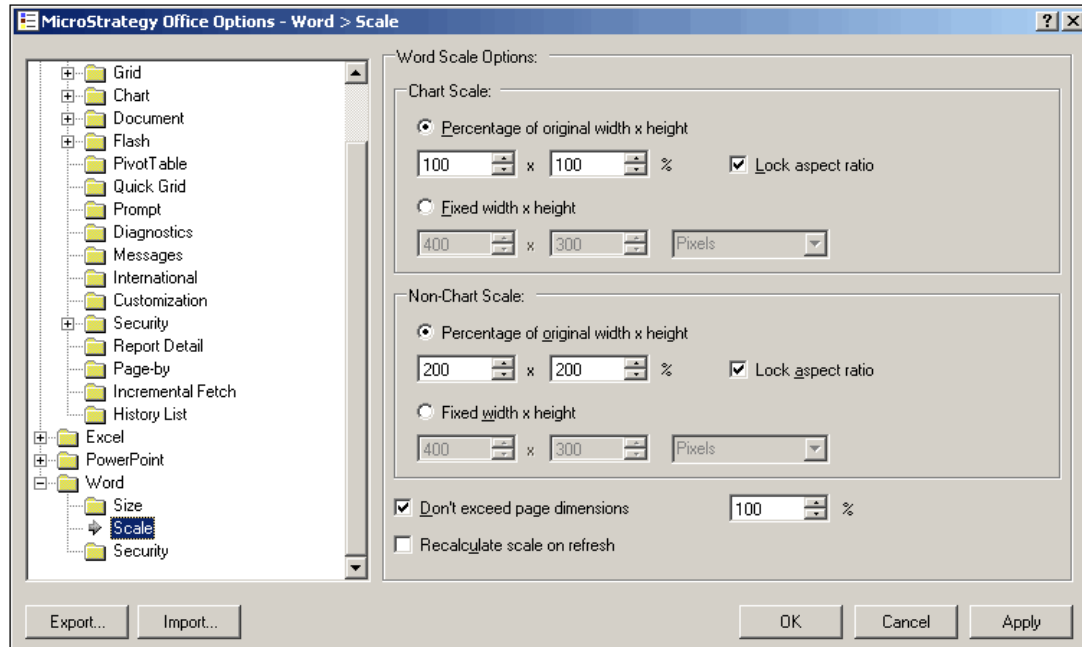 MicroStrategy Office Options - Word > Scale
Grid
Chart
Document
Flash
PivotTable
Quick Grid
Prompt
Diagnostics
Messages
International
Customization
Security
Report Detail
Page-by
Incremental Fetch
History List
Excel
PowerPoint
Word
Size
Scale
Security
Word Scale Options:
Chart Scale:
Percentage of original width x height
100 x 100 % Lock aspect ratio
Fixed width x height
400 x 300 Pixels
Non-Chart Scale:
Percentage of original width x height
200 x 200 % Lock aspect ratio
Fixed width x height
400 x 300 Pixels
Don't exceed page dimensions 100 %
Recalculate scale on refresh
Export... Import... OK Cancel Apply